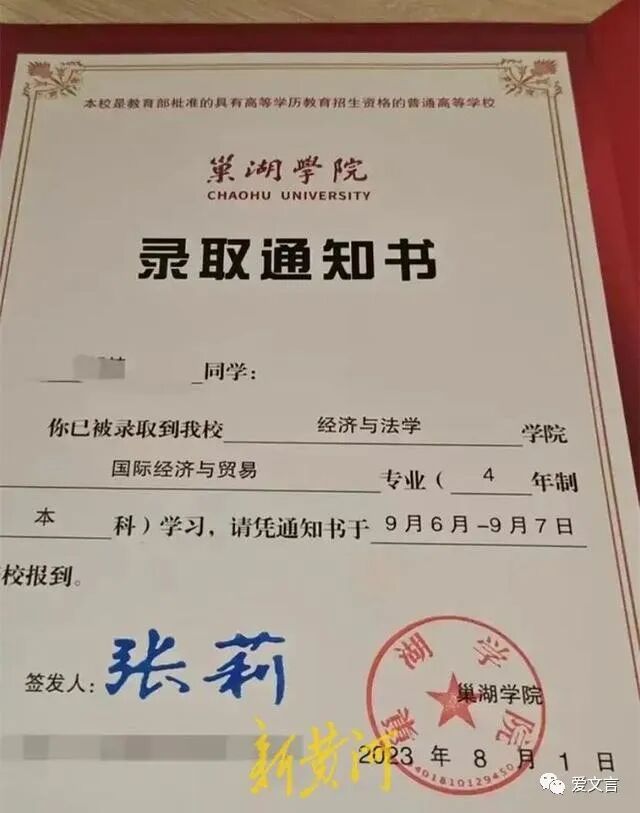 本校是教育部枇准的具有高等学历教育招生资格的普通高等学校
巢湖學院
CHAOHU UNIVERSITY
录取通知书
同学：
你已被录取到我校 经济与法学 学院
国际经济与贸易 专业（ 4 年制
本 科）学习，请凭通知书于 9月6月-9月7日
校报到。
签发人：张莉
巢湖学院
巢湖学院
2023 年 8 月 1 日
新黄河
爱文言